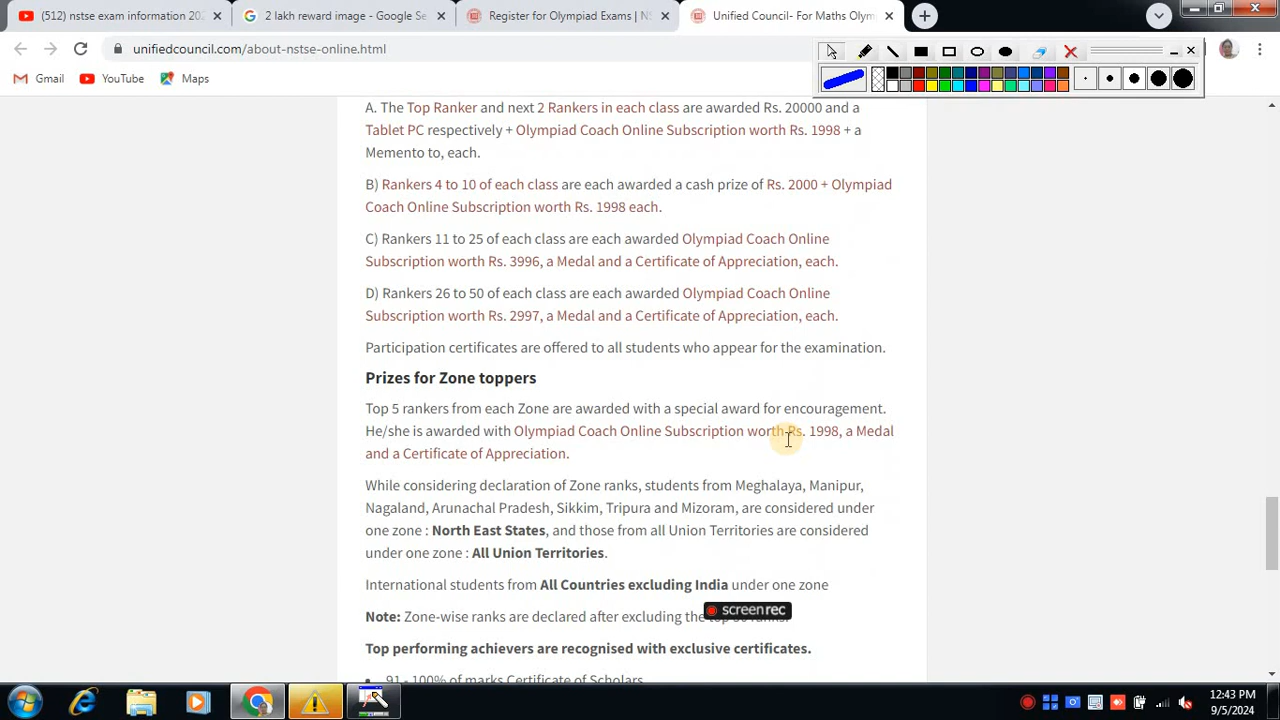 (512) nstse exam information 202
2 lakh reward image - Google Se
Register for Olympiad Exams | NS
Unified Council- For Maths Olym
unifiedcouncil.com/about-nstse-online.html
Gmail
YouTube
Maps
A. The Top Ranker and next 2 Rankers in each class are awarded Rs. 20000 and a
Tablet PC respectively + Olympiad Coach Online Subscription worth Rs. 1998 + a
Memento to, each.
B) Rankers 4 to 10 of each class are each awarded a cash prize of Rs. 2000 + Olympiad
Coach Online Subscription worth Rs. 1998 each.
C) Rankers 11 to 25 of each class are each awarded Olympiad Coach Online
Subscription worth Rs. 3996, a Medal and a Certificate of Appreciation, each.
D) Rankers 26 to 50 of each class are each awarded Olympiad Coach Online
Subscription worth Rs. 2997, a Medal and a Certificate of Appreciation, each.
Participation certificates are offered to all students who appear for the examination.
Prizes for Zone toppers
Top 5 rankers from each Zone are awarded with a special award for encouragement.
He/she is awarded with Olympiad Coach Online Subscription worth Rs. 1998, a Medal
and a Certificate of Appreciation.
While considering declaration of Zone ranks, students from Meghalaya, Manipur,
Nagaland, Arunachal Pradesh, Sikkim, Tripura and Mizoram, are considered under
one zone : North East States, and those from all Union Territories are considered
under one zone : All Union Territories.
International students from All Countries excluding India under one zone
screenrec
Note: Zone-wise ranks are declared after excluding the top 50 ranks.
Top performing achievers are recognised with exclusive certificates.
91 - 100% of marks Certificate of Scholars
12:43 PM
9/5/2024